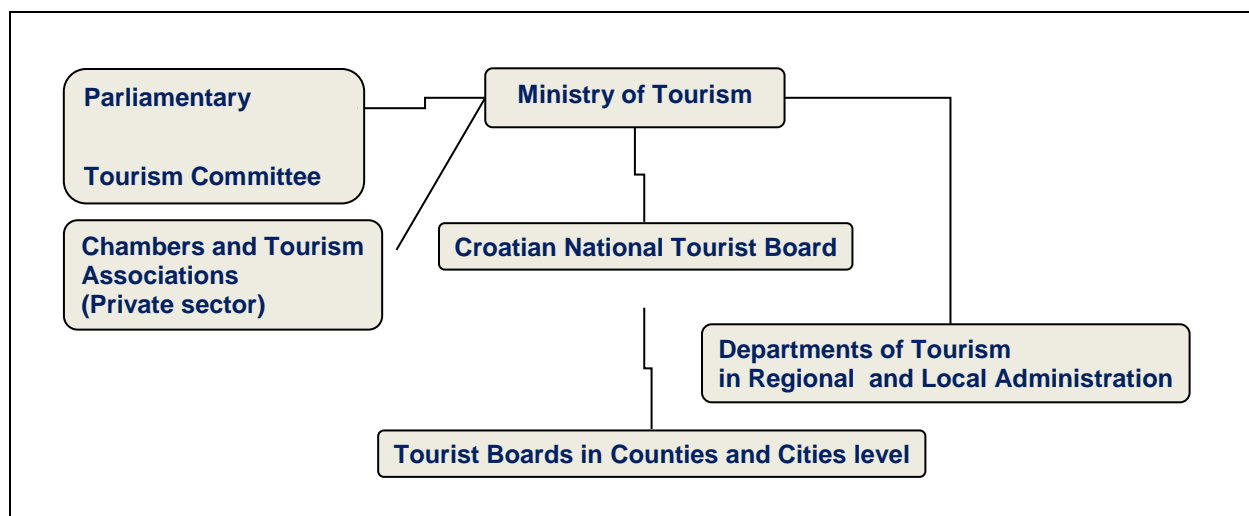 Parliamentary
Tourism Committee
Ministry of Tourism
Chambers and Tourism
Associations
(Private sector)
Croatian National Tourist Board
Departments of Tourism
in Regional  and Local Administration
Tourist Boards in Counties and Cities level